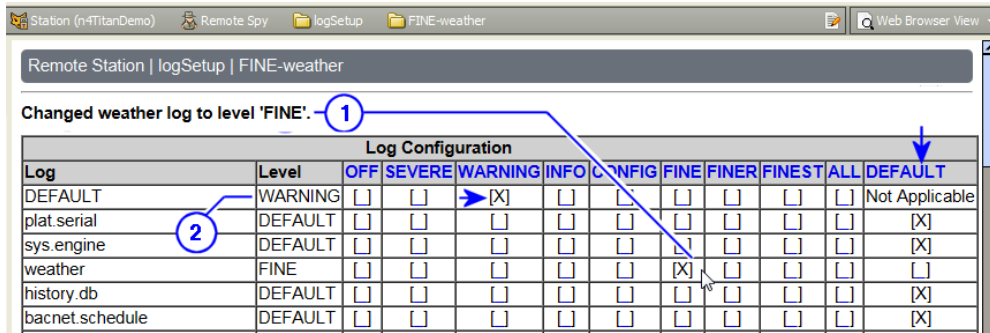 Station (n4TitanDemo) Remote Spy logSetup FINE-weather Web Browser View
Remote Station | logSetup | FINE-weather
Changed weather log to level 'FINE'. 1
Log Configuration
Log Level OFF SEVERE WARNING INFO CONFIG FINE FINER FINEST ALL DEFAULT
DEFAULT WARNING [_] [_] [X] [_] [_] [_] [_] [_] [_] Not Applicable
2
plat.serial DEFAULT [_] [_] [_] [_] [_] [_] [_] [_] [_] [X]
sys.engine DEFAULT [_] [_] [_] [_] [_] [_] [_] [_] [_] [X]
weather FINE [_] [_] [_] [_] [_] [X] [_] [_] [_] [_]
history.db DEFAULT [_] [_] [_] [_] [_] [_] [_] [_] [_] [X]
bacnet.schedule DEFAULT [_] [_] [_] [_] [_] [_] [_] [_] [_] [X]